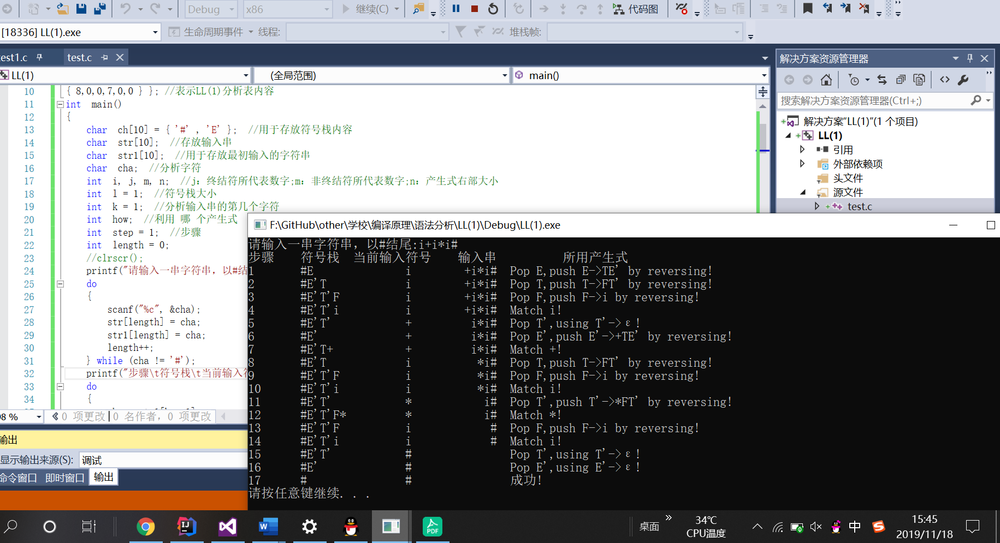 Debug x86 继续(C) 代码图
[18336] LL(1).exe 生命周期事件 线程: 堆栈帧:
est1.c test.c
解决方案资源管理器
LL(1) (全局范围) main()
搜索解决方案资源管理器(Ctrl+;)
解决方案“LL(1)”(1 个项目)
LL(1)
引用
外部依赖项
头文件
源文件
test.c
10 { 8,0,0,7,0,0 } }; //表示LL(1)分析表内容
11 int main()
12 {
13 char ch[10] = { '#' , 'E' }; //用于存放符号栈内容
14 char str[10]; //存放输入串
15 char str1[10]; //用于存放最初输入的字符串
16 char cha; //分析字符
17 int i, j, m, n; //j: 终结符所代表数字;m: 非终结符所代表数字;n: 产生式右部大小
18 int l = 1; //符号栈大小
19 int k = 1; //分析输入串的第几个字符
20 int how; //利用 哪 个产生式
21 int step = 1; //步骤
22 int length = 0;
23 //clrscr();
24 printf("请输入一串字符串, 以#结
25 do
26 {
27 scanf("%c", &cha);
28 str[length] = cha;
29 str1[length] = cha;
30 length++;
31 } while (cha != '#');
32 printf("步骤\t符号栈\t当前输入符
33 do
34 {
98 % 0 项更改 | 0 名作者, 0 项更改
输出
显示输出来源(S): 调试
命令窗口 即时窗口 输出
F:\GitHub\other\学校\编译原理\语法分析\LL(1)\Debug\LL(1).exe
请输入一串字符串, 以#结尾:i+i*i#
步骤 符号栈 当前输入符号 输入串 所用产生式
1 #E i +i*i# Pop E,push E->TE' by reversing!
2 #E'T i +i*i# Pop T,push T->FT' by reversing!
3 #E'T'F i +i*i# Pop F,push F->i by reversing!
4 #E'T'i i +i*i# Match i!
5 #E'T' + i*i# Pop T',using T'->ε!
6 #E' + i*i# Pop E',push E'->+TE' by reversing!
7 #E'T+ + i*i# Match +!
8 #E'T i *i# Pop T,push T->FT' by reversing!
9 #E'T'F i *i# Pop F,push F->i by reversing!
10 #E'T'i i *i# Match i!
11 #E'T' * i# Pop T',push T'->*FT' by reversing!
12 #E'T'F* * i# Match *!
13 #E'T'F i # Pop F,push F->i by reversing!
14 #E'T'i i # Match i!
15 #E'T' # Pop T',using T'->ε!
16 #E' # Pop E',using E'->ε!
17 # # 成功!
请按任意键继续. . .
桌面 34℃ CPU温度 中 15:45 2019/11/18